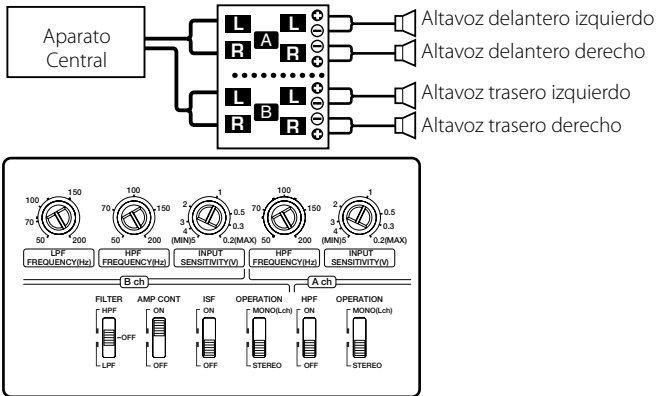 Aparato
Central
L L
A
R R
L L
B
R R
Altavoz delantero izquierdo
Altavoz delantero derecho
Altavoz trasero izquierdo
Altavoz trasero derecho
50 70 100 150 200
LPF
FREQUENCY(Hz)
50 70 100 150 200
HPF
FREQUENCY(Hz)
(MIN)5 4 3 2 1 0.5 0.3 0.2(MAX)
INPUT
SENSITIVITY(V)
50 70 100 150 200
HPF
FREQUENCY(Hz)
(MIN)5 4 3 2 1 0.5 0.3 0.2(MAX)
INPUT
SENSITIVITY(V)
B ch
A ch
FILTER
HPF
OFF
LPF
AMP CONT
ON
OFF
ISF
ON
OFF
OPERATION
MONO(Lch)
STEREO
HPF
ON
OFF
OPERATION
MONO(Lch)
STEREO